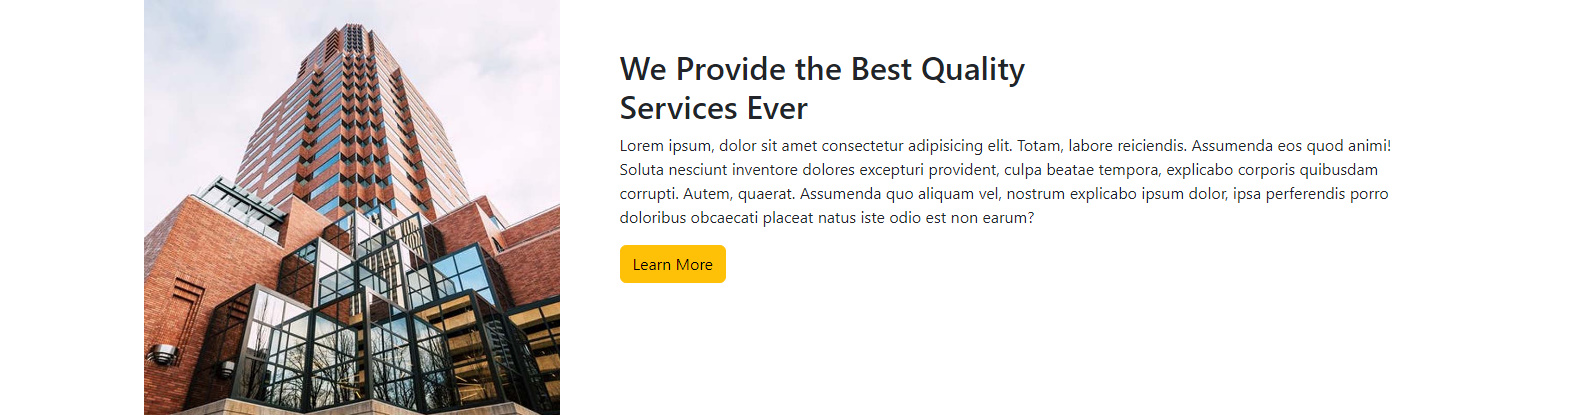 We Provide the Best Quality
Services Ever
Lorem ipsum, dolor sit amet consectetur adipisicing elit. Totam, labore reiciendis. Assumenda eos quod animi!
Soluta nesciunt inventore dolores excepturi provident, culpa beatae tempora, explicabo corporis quibusdam
corrupti. Autem, quaerat. Assumenda quo aliquam vel, nostrum explicabo ipsum dolor, ipsa perferendis porro
doloribus obcaecati placeat natus iste odio est non earum?
Learn More